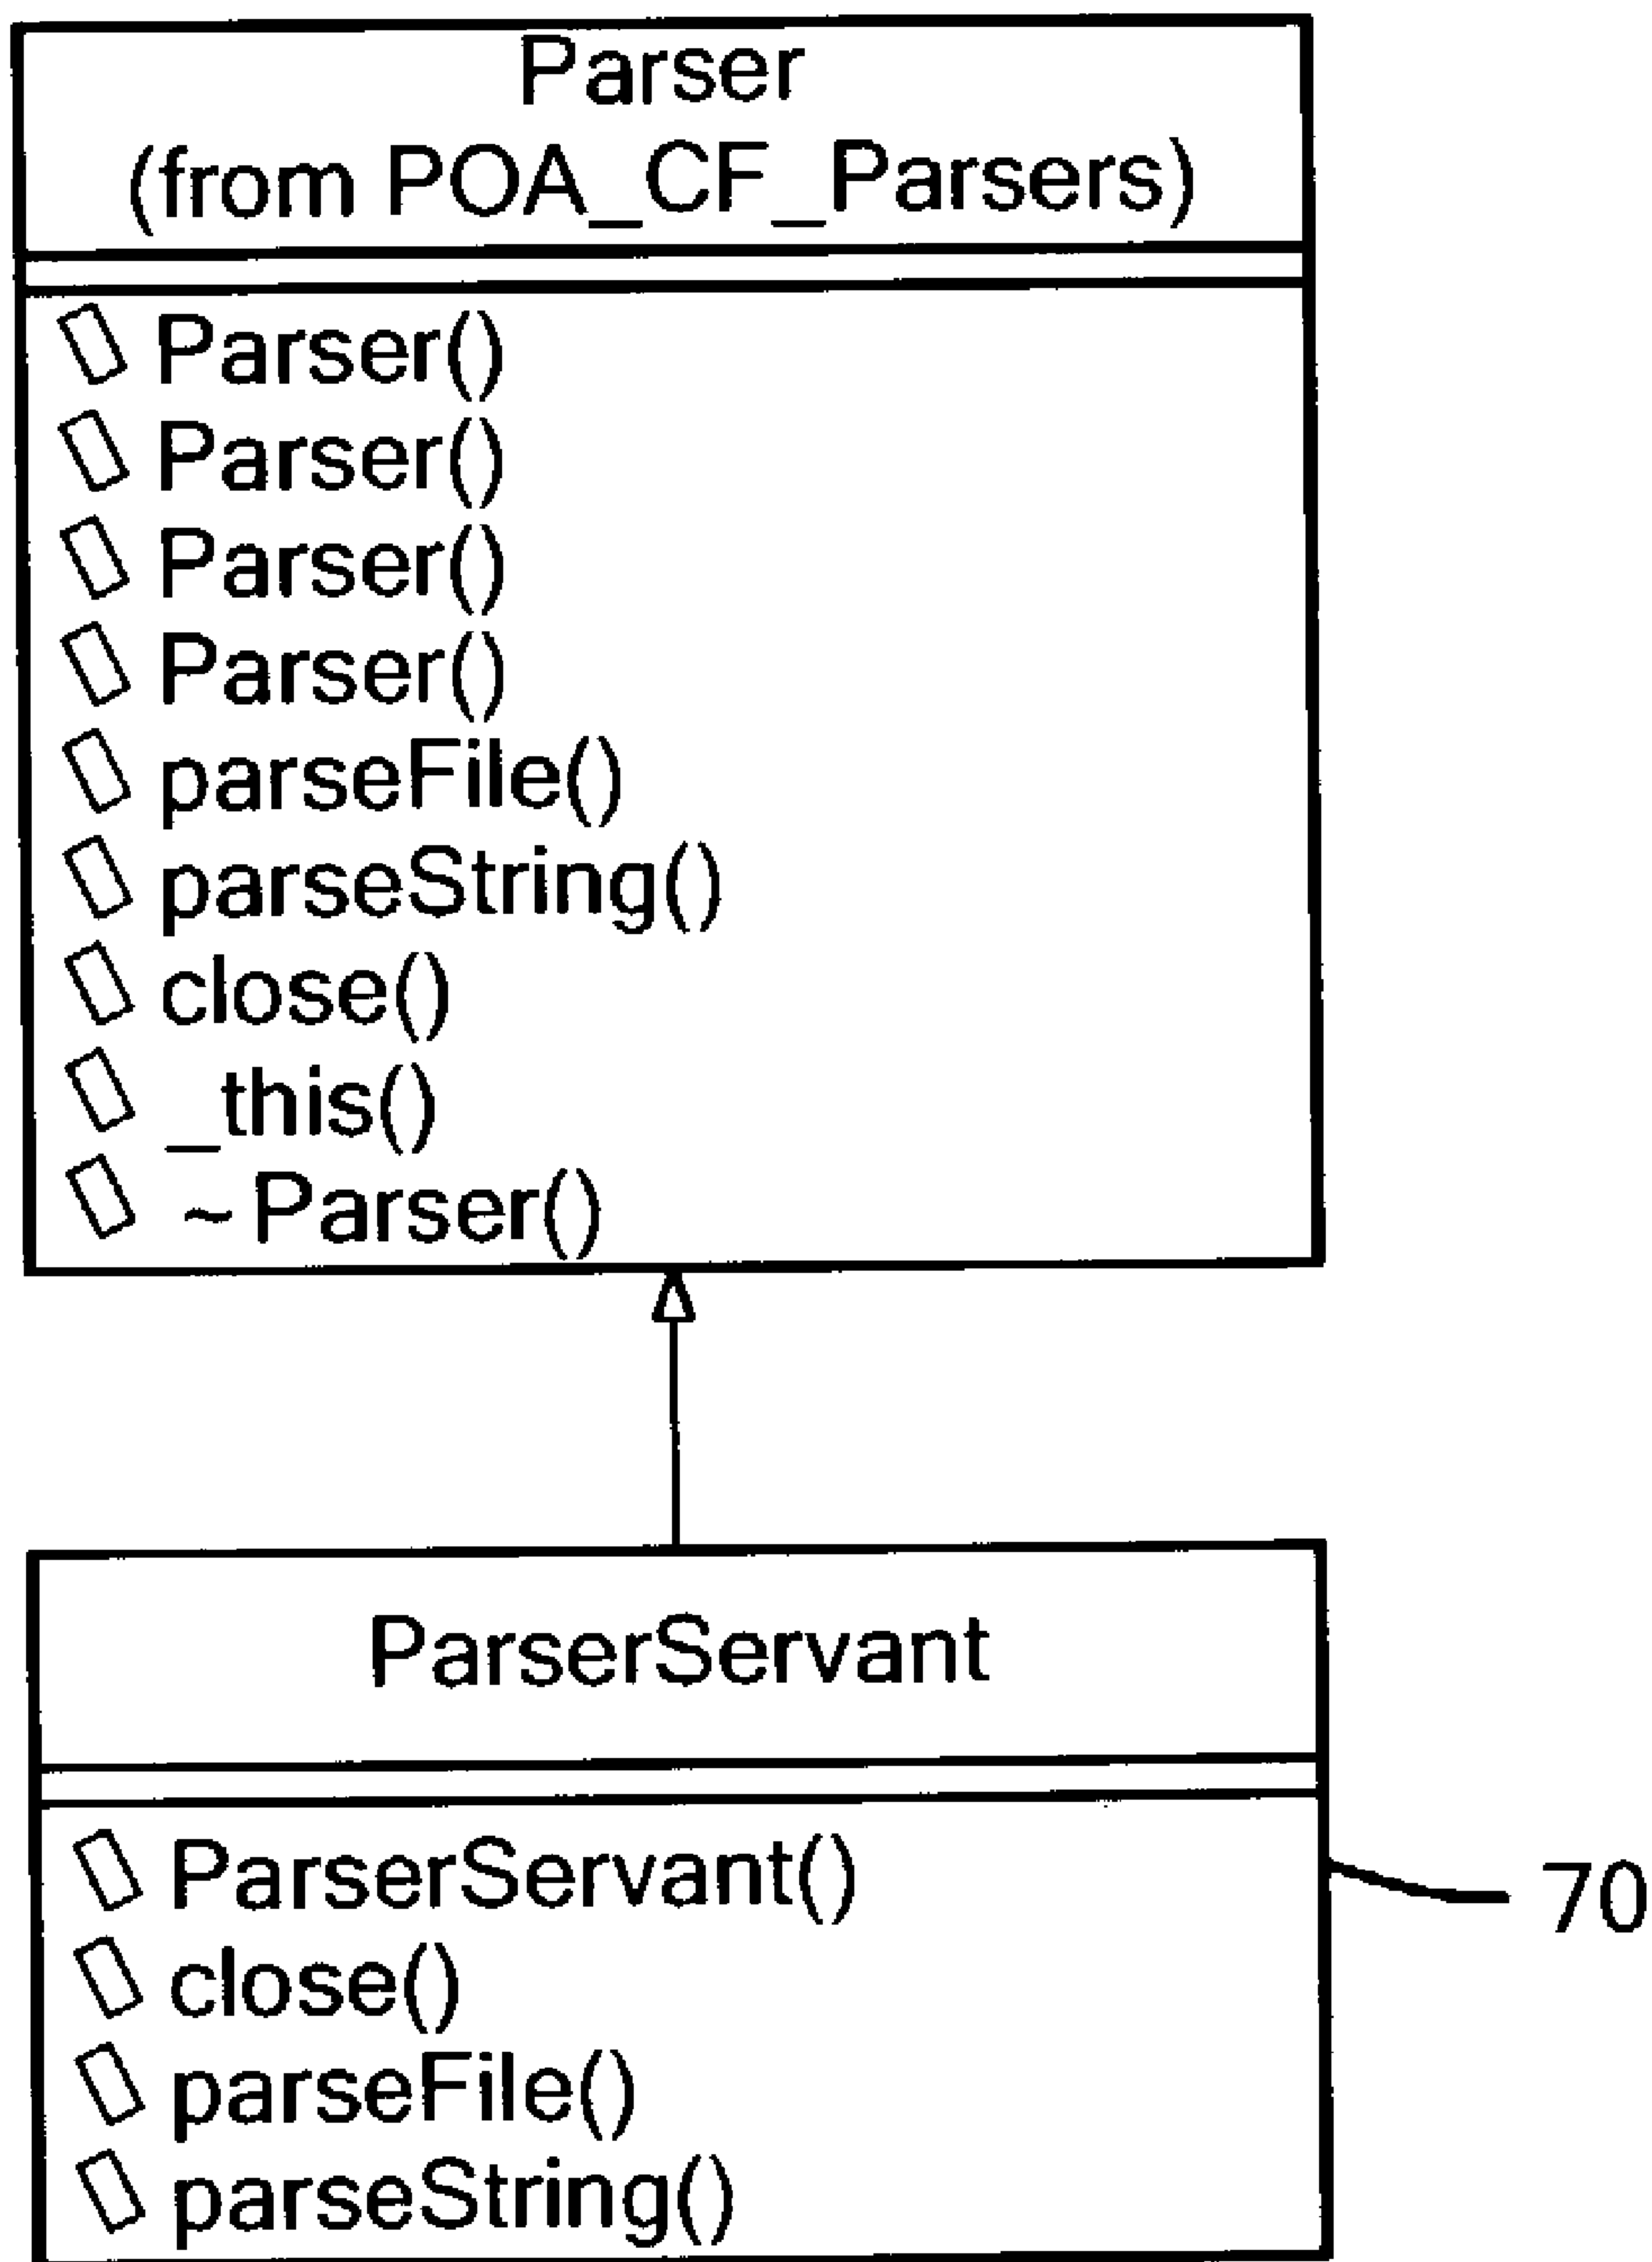 Parser
(from POA_CF_Parsers)
Parser()
Parser()
Parser()
Parser()
parseFile()
parseString()
close()
_this()
~Parser()
ParserServant
ParserServant()
70
close()
parseFile()
parseString()